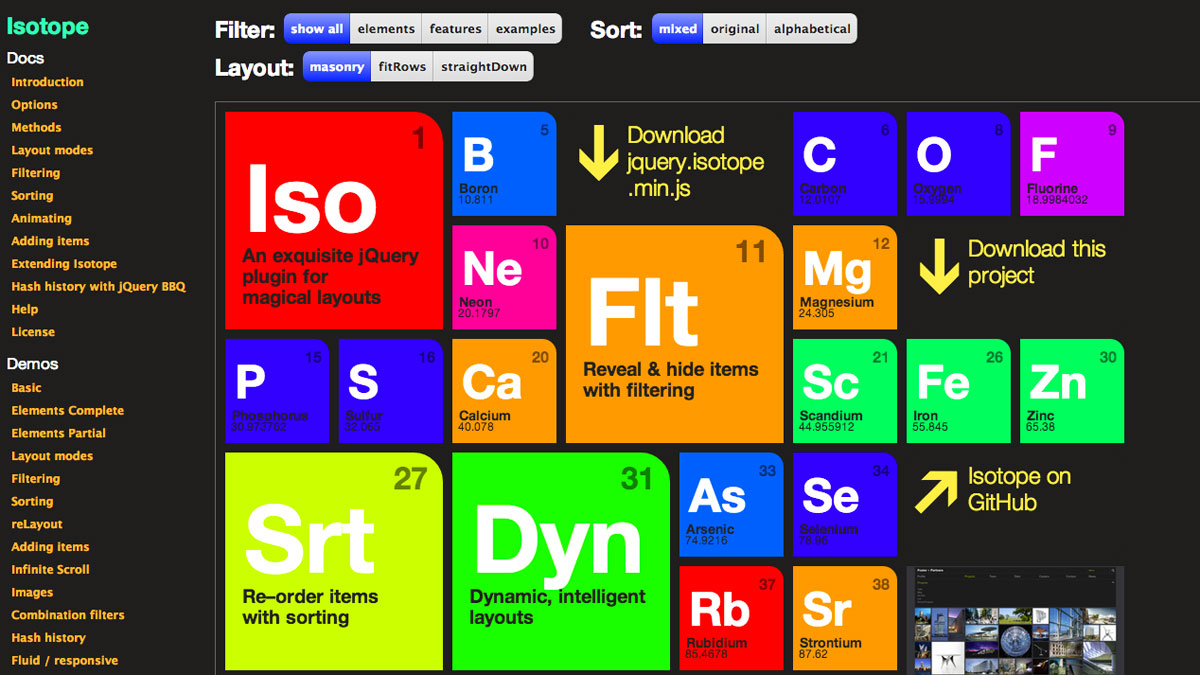 Isotope
Docs
Introduction
Options
Methods
Layout modes
Filtering
Sorting
Animating
Adding items
Extending Isotope
Hash history with jQuery BBQ
Help
License
Demos
Basic
Elements Complete
Elements Partial
Layout modes
Filtering
Sorting
reLayout
Adding items
Infinite Scroll
Images
Combination filters
Hash history
Fluid / responsive
Filter: show all elements features examples Sort: mixed original alphabetical
Layout: masonry fitRows straightDown
1
Iso
An exquisite jQuery
plugin for
magical layouts
5
B
Boron
10.811
Download
jquery.isotope
.min.js
6
C
Carbon
12.0107
8
O
Oxygen
15.9994
9
F
Fluorine
18.9984032
10
Ne
Neon
20.1797
11
Flt
Reveal & hide items
with filtering
12
Mg
Magnesium
24.305
Download this
project
15
P
Phosphorus
30.973762
16
S
Sulfur
32.065
20
Ca
Calcium
40.078
21
Sc
Scandium
44.955912
26
Fe
Iron
55.845
30
Zn
Zinc
65.38
27
Srt
Re–order items
with sorting
31
Dyn
Dynamic, intelligent
layouts
33
As
Arsenic
74.9216
34
Se
Selenium
78.96
Isotope on
GitHub
37
Rb
Rubidium
85.4678
38
Sr
Strontium
87.62